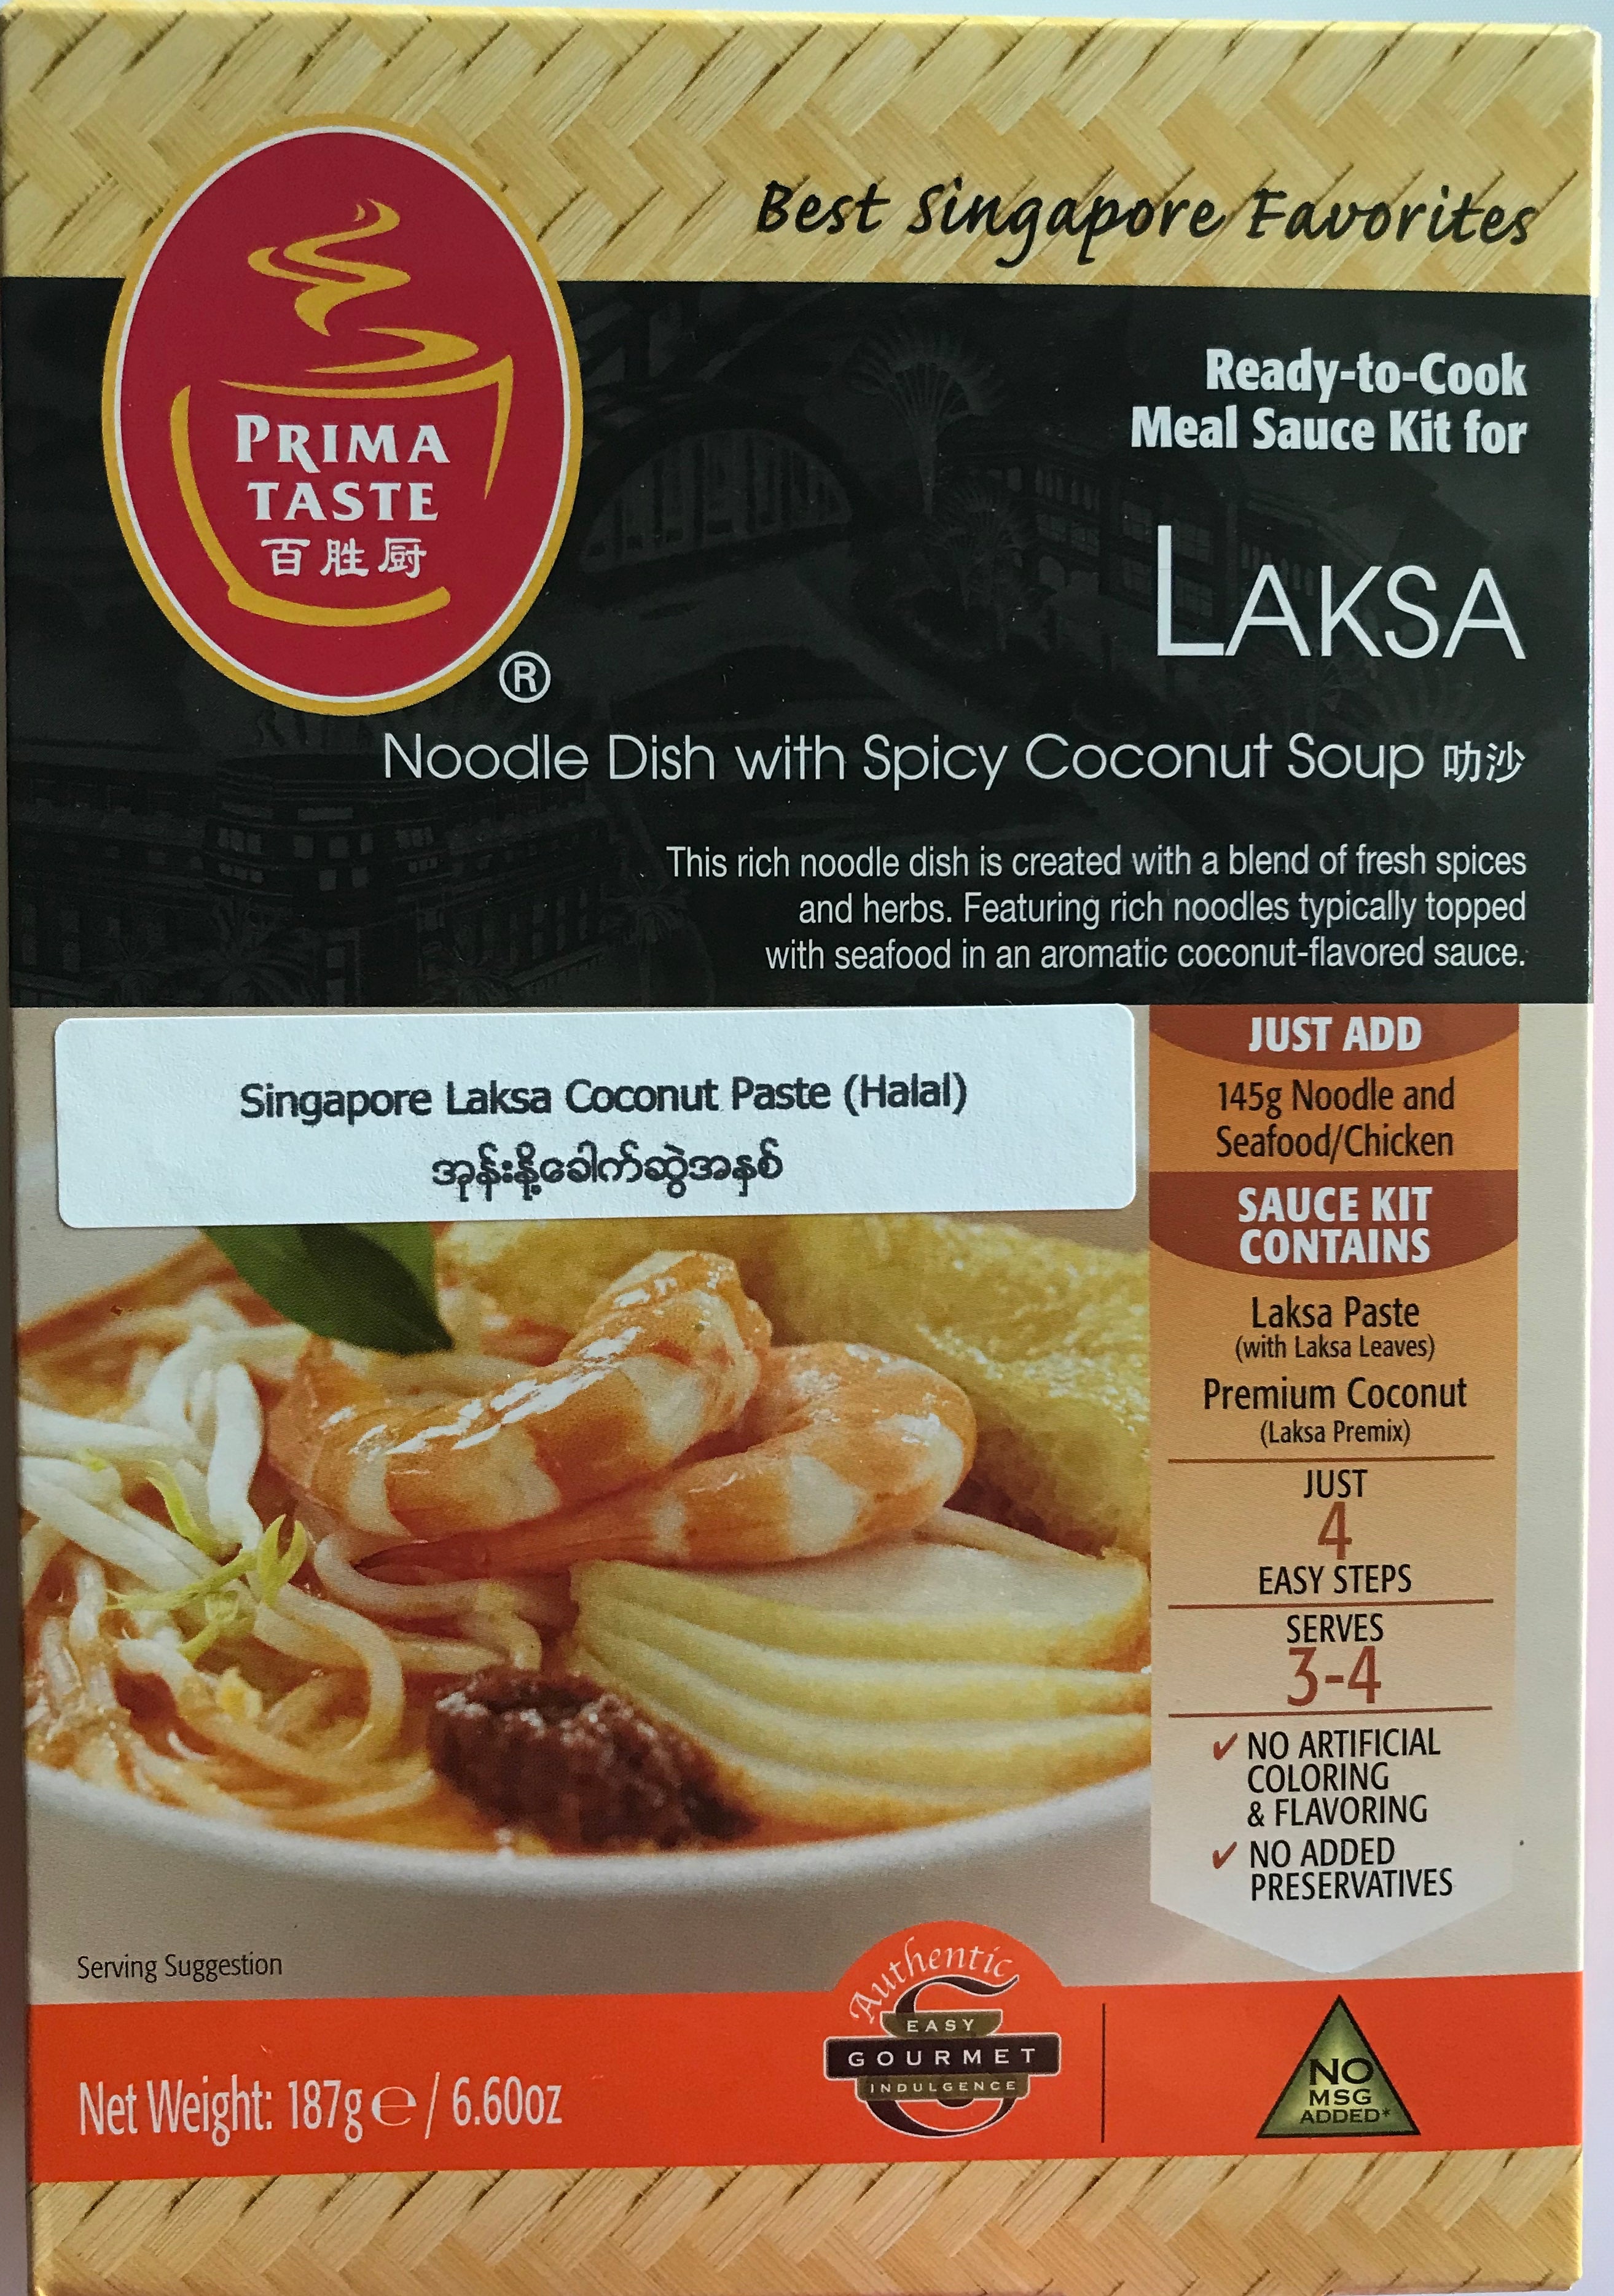 Best Singapore Favorites
PRIMA
TASTE
百胜厨
®
Ready-to-Cook
Meal Sauce Kit for
LAKSA
Noodle Dish with Spicy Coconut Soup 叻沙
This rich noodle dish is created with a blend of fresh spices
and herbs. Featuring rich noodles typically topped
with seafood in an aromatic coconut-flavored sauce.
Singapore Laksa Coconut Paste (Halal)
အုန်းနို့ခေါက်ဆွဲအနှစ်
JUST ADD
145g Noodle and
Seafood/Chicken
SAUCE KIT
CONTAINS
Laksa Paste
(with Laksa Leaves)
Premium Coconut
(Laksa Premix)
JUST
4
EASY STEPS
SERVES
3-4
✓ NO ARTIFICIAL
COLORING
& FLAVORING
✓ NO ADDED
PRESERVATIVES
Serving Suggestion
Net Weight: 187g ℮ / 6.60oz
Authentic
EASY
GOURMET
INDULGENCE
NO
MSG
ADDED*